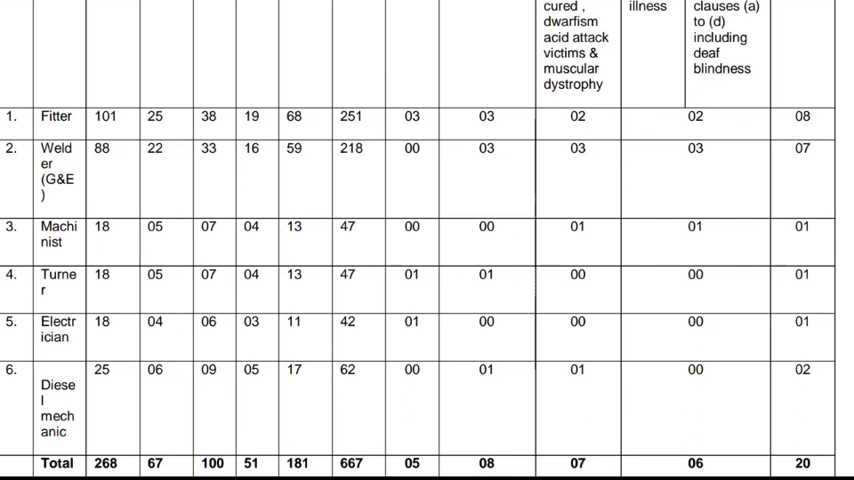 cured , illness clauses (a)
dwarfism to (d)
acid attack including
victims & deaf
muscular blindness
dystrophy
1. Fitter 101 25 38 19 68 251 03 03 02 02 08
2. Weld 88 22 33 16 59 218 00 03 03 03 07
er
(G&E
)
3. Machi 18 05 07 04 13 47 00 00 01 01 01
nist
4. Turne 18 05 07 04 13 47 01 01 00 00 01
r
5. Electr 18 04 06 03 11 42 01 00 00 00 01
ician
6. 25 06 09 05 17 62 00 01 01 00 02
Diese
l
mech
anic
Total 268 67 100 51 181 667 05 08 07 06 20